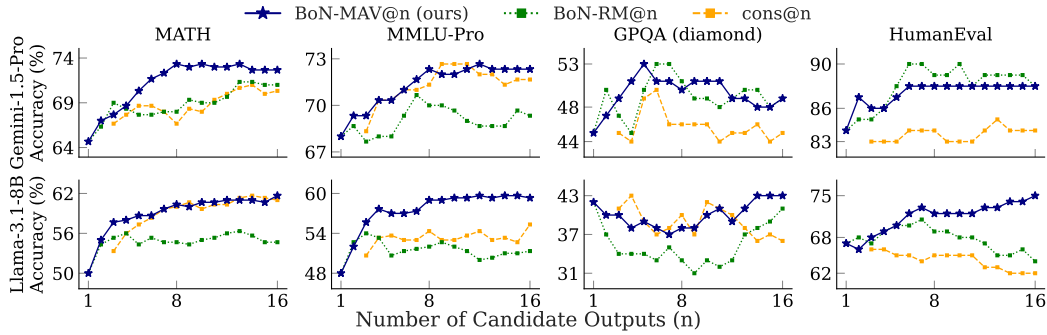 BoN-MAV@n (ours) BoN-RM@n cons@n
MATH MMLU-Pro GPQA (diamond) HumanEval
Gemini-1.5-Pro
Accuracy (%)
74 73 53 90
69 70 48 86
64 67 44 83
Llama-3.1-8B
Accuracy (%)
62 60 43 75
56 54 37 68
50 48 31 62
1 8 16 1 8 16 1 8 16 1 8 16
Number of Candidate Outputs (n)